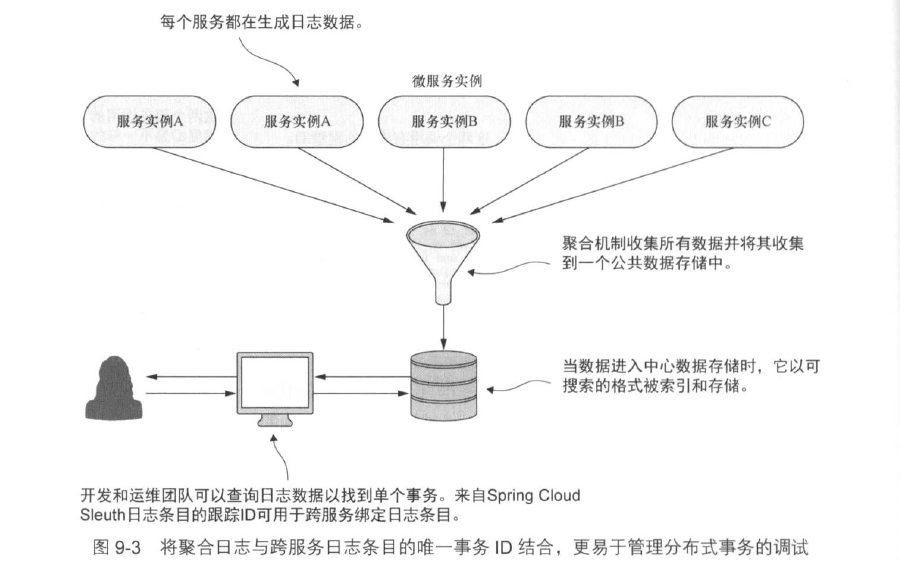 每个服务都在生成日志数据。
微服务实例
服务实例A
服务实例A
服务实例B
服务实例B
服务实例C
聚合机制收集所有数据并将其收集
到一个公共数据存储中。
当数据进入中心数据存储时，它以可
搜索的格式被索引和存储。
开发和运维团队可以查询日志数据以找到单个事务。来自Spring Cloud
Sleuth日志条目的跟踪ID可用于跨服务绑定日志条目。
图 9-3 将聚合日志与跨服务日志条目的唯一事务 ID 结合，更易于管理分布式事务的调试